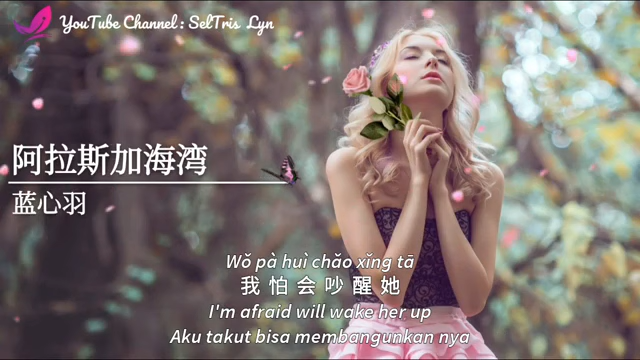 YouTube Channel : SelTris Lyn
阿拉斯加海湾
蓝心羽
Wǒ pà huì chǎo xǐng tā
我怕会吵醒她
I'm afraid will wake her up
Aku takut bisa membangunkan nya